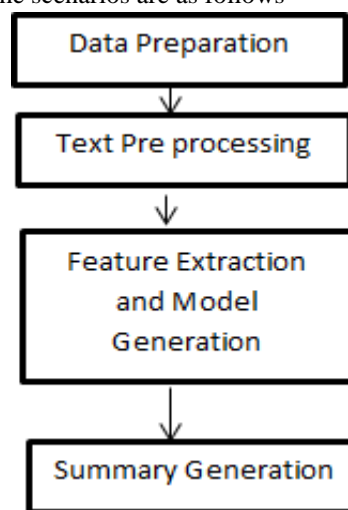 the scenarios are as follows
Data Preparation
Text Pre processing
Feature Extraction
and Model
Generation
Summary Generation